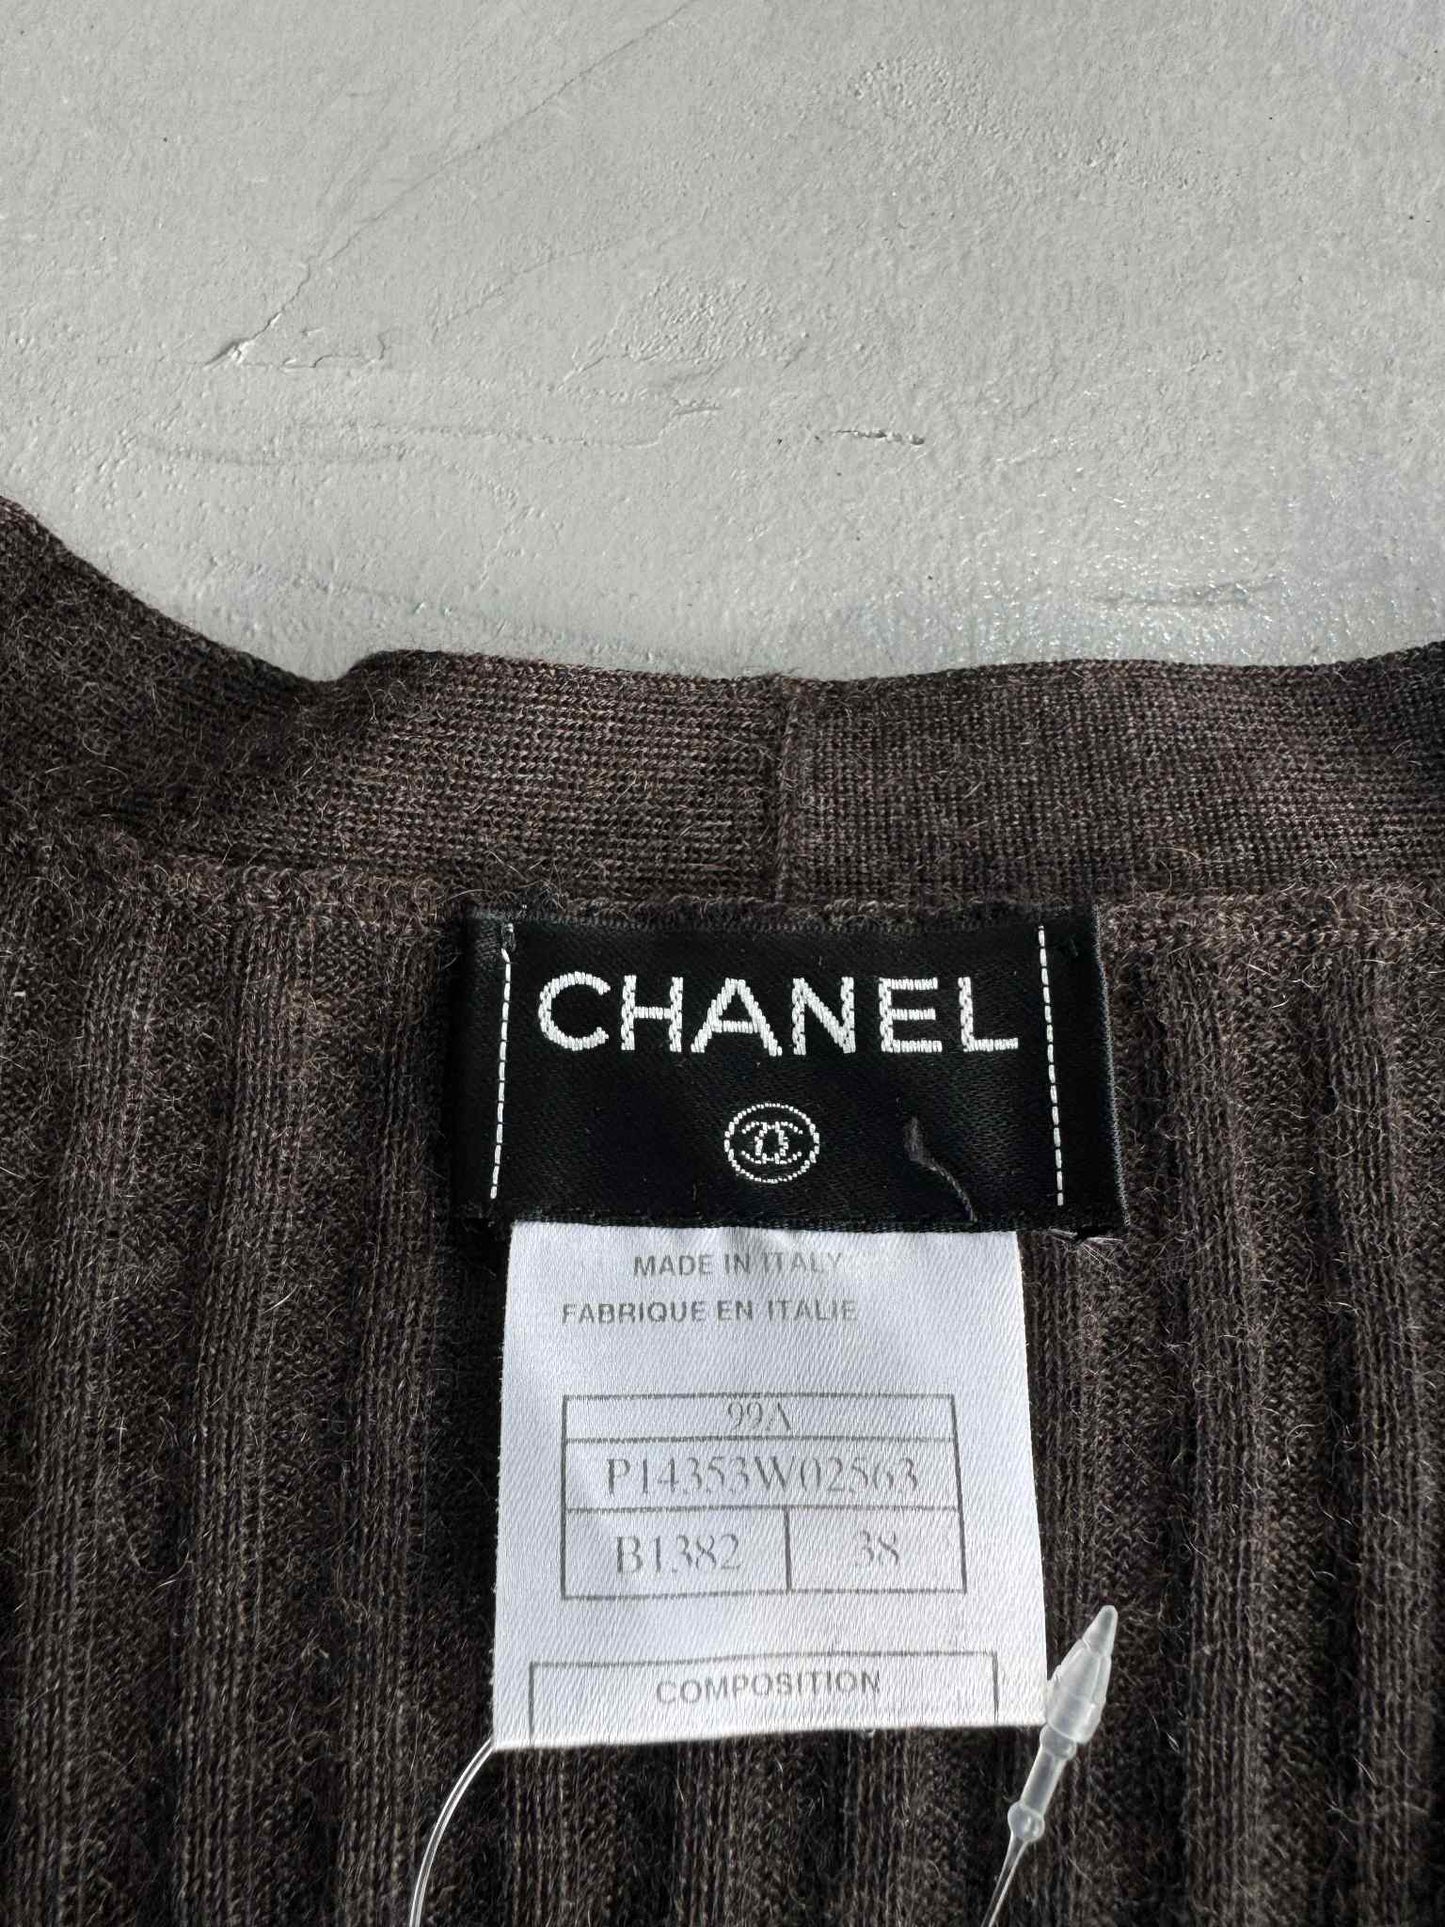 CHANEL
MADE IN ITALY
FABRIQUE EN ITALIE
99A
P14353W02563
B1382 38
COMPOSITION